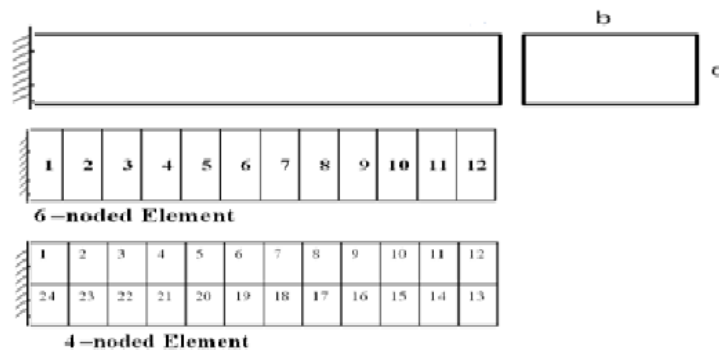 b
1 2 3 4 5 6 7 8 9 10 11 12
6-noded Element
1 2 3 4 5 6 7 8 9 10 11 12
24 23 22 21 20 19 18 17 16 15 14 13
4-noded Element